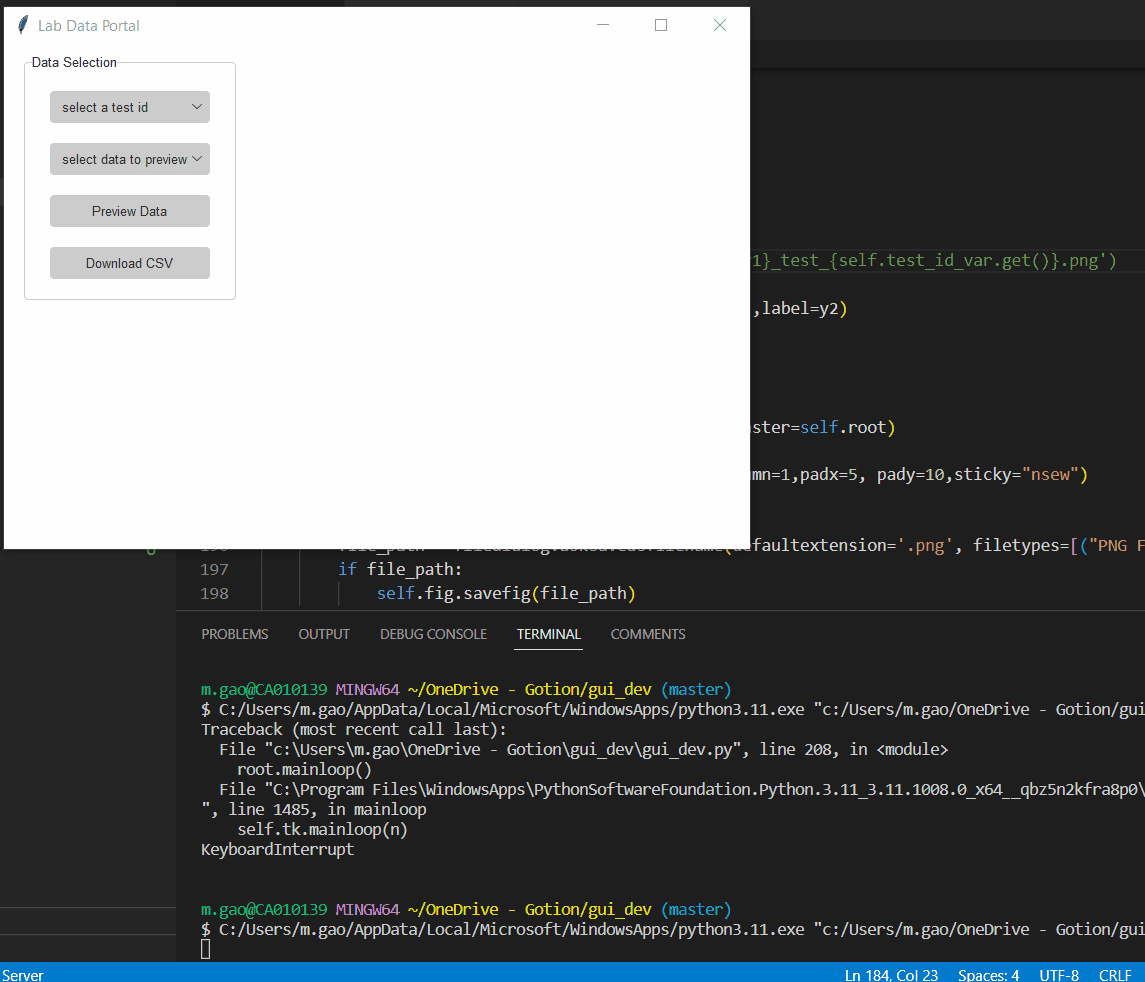 Lab Data Portal
Data Selection
select a test id
select data to preview
Preview Data
Download CSV
1}_test_{self.test_id_var.get()}.png')
,label=y2)
ster=self.root)
mn=1,padx=5, pady=10,sticky="nsew")
efaultextension='.png', filetypes=[("PNG F
197 if file_path:
198 self.fig.savefig(file_path)
PROBLEMS OUTPUT DEBUG CONSOLE TERMINAL COMMENTS
m.gao@CA010139 MINGW64 ~/OneDrive - Gotion/gui_dev (master)
$ C:/Users/m.gao/AppData/Local/Microsoft/WindowsApps/python3.11.exe "c:/Users/m.gao/OneDrive - Gotion/gui
Traceback (most recent call last):
File "c:\Users\m.gao\OneDrive - Gotion\gui_dev\gui_dev.py", line 208, in <module>
root.mainloop()
File "C:\Program Files\WindowsApps\PythonSoftwareFoundation.Python.3.11_3.11.1008.0_x64__qbz5n2kfra8p0\
", line 1485, in mainloop
self.tk.mainloop(n)
KeyboardInterrupt
m.gao@CA010139 MINGW64 ~/OneDrive - Gotion/gui_dev (master)
$ C:/Users/m.gao/AppData/Local/Microsoft/WindowsApps/python3.11.exe "c:/Users/m.gao/OneDrive - Gotion/gui
Server Ln 184, Col 23 Spaces: 4 UTF-8 CRLF